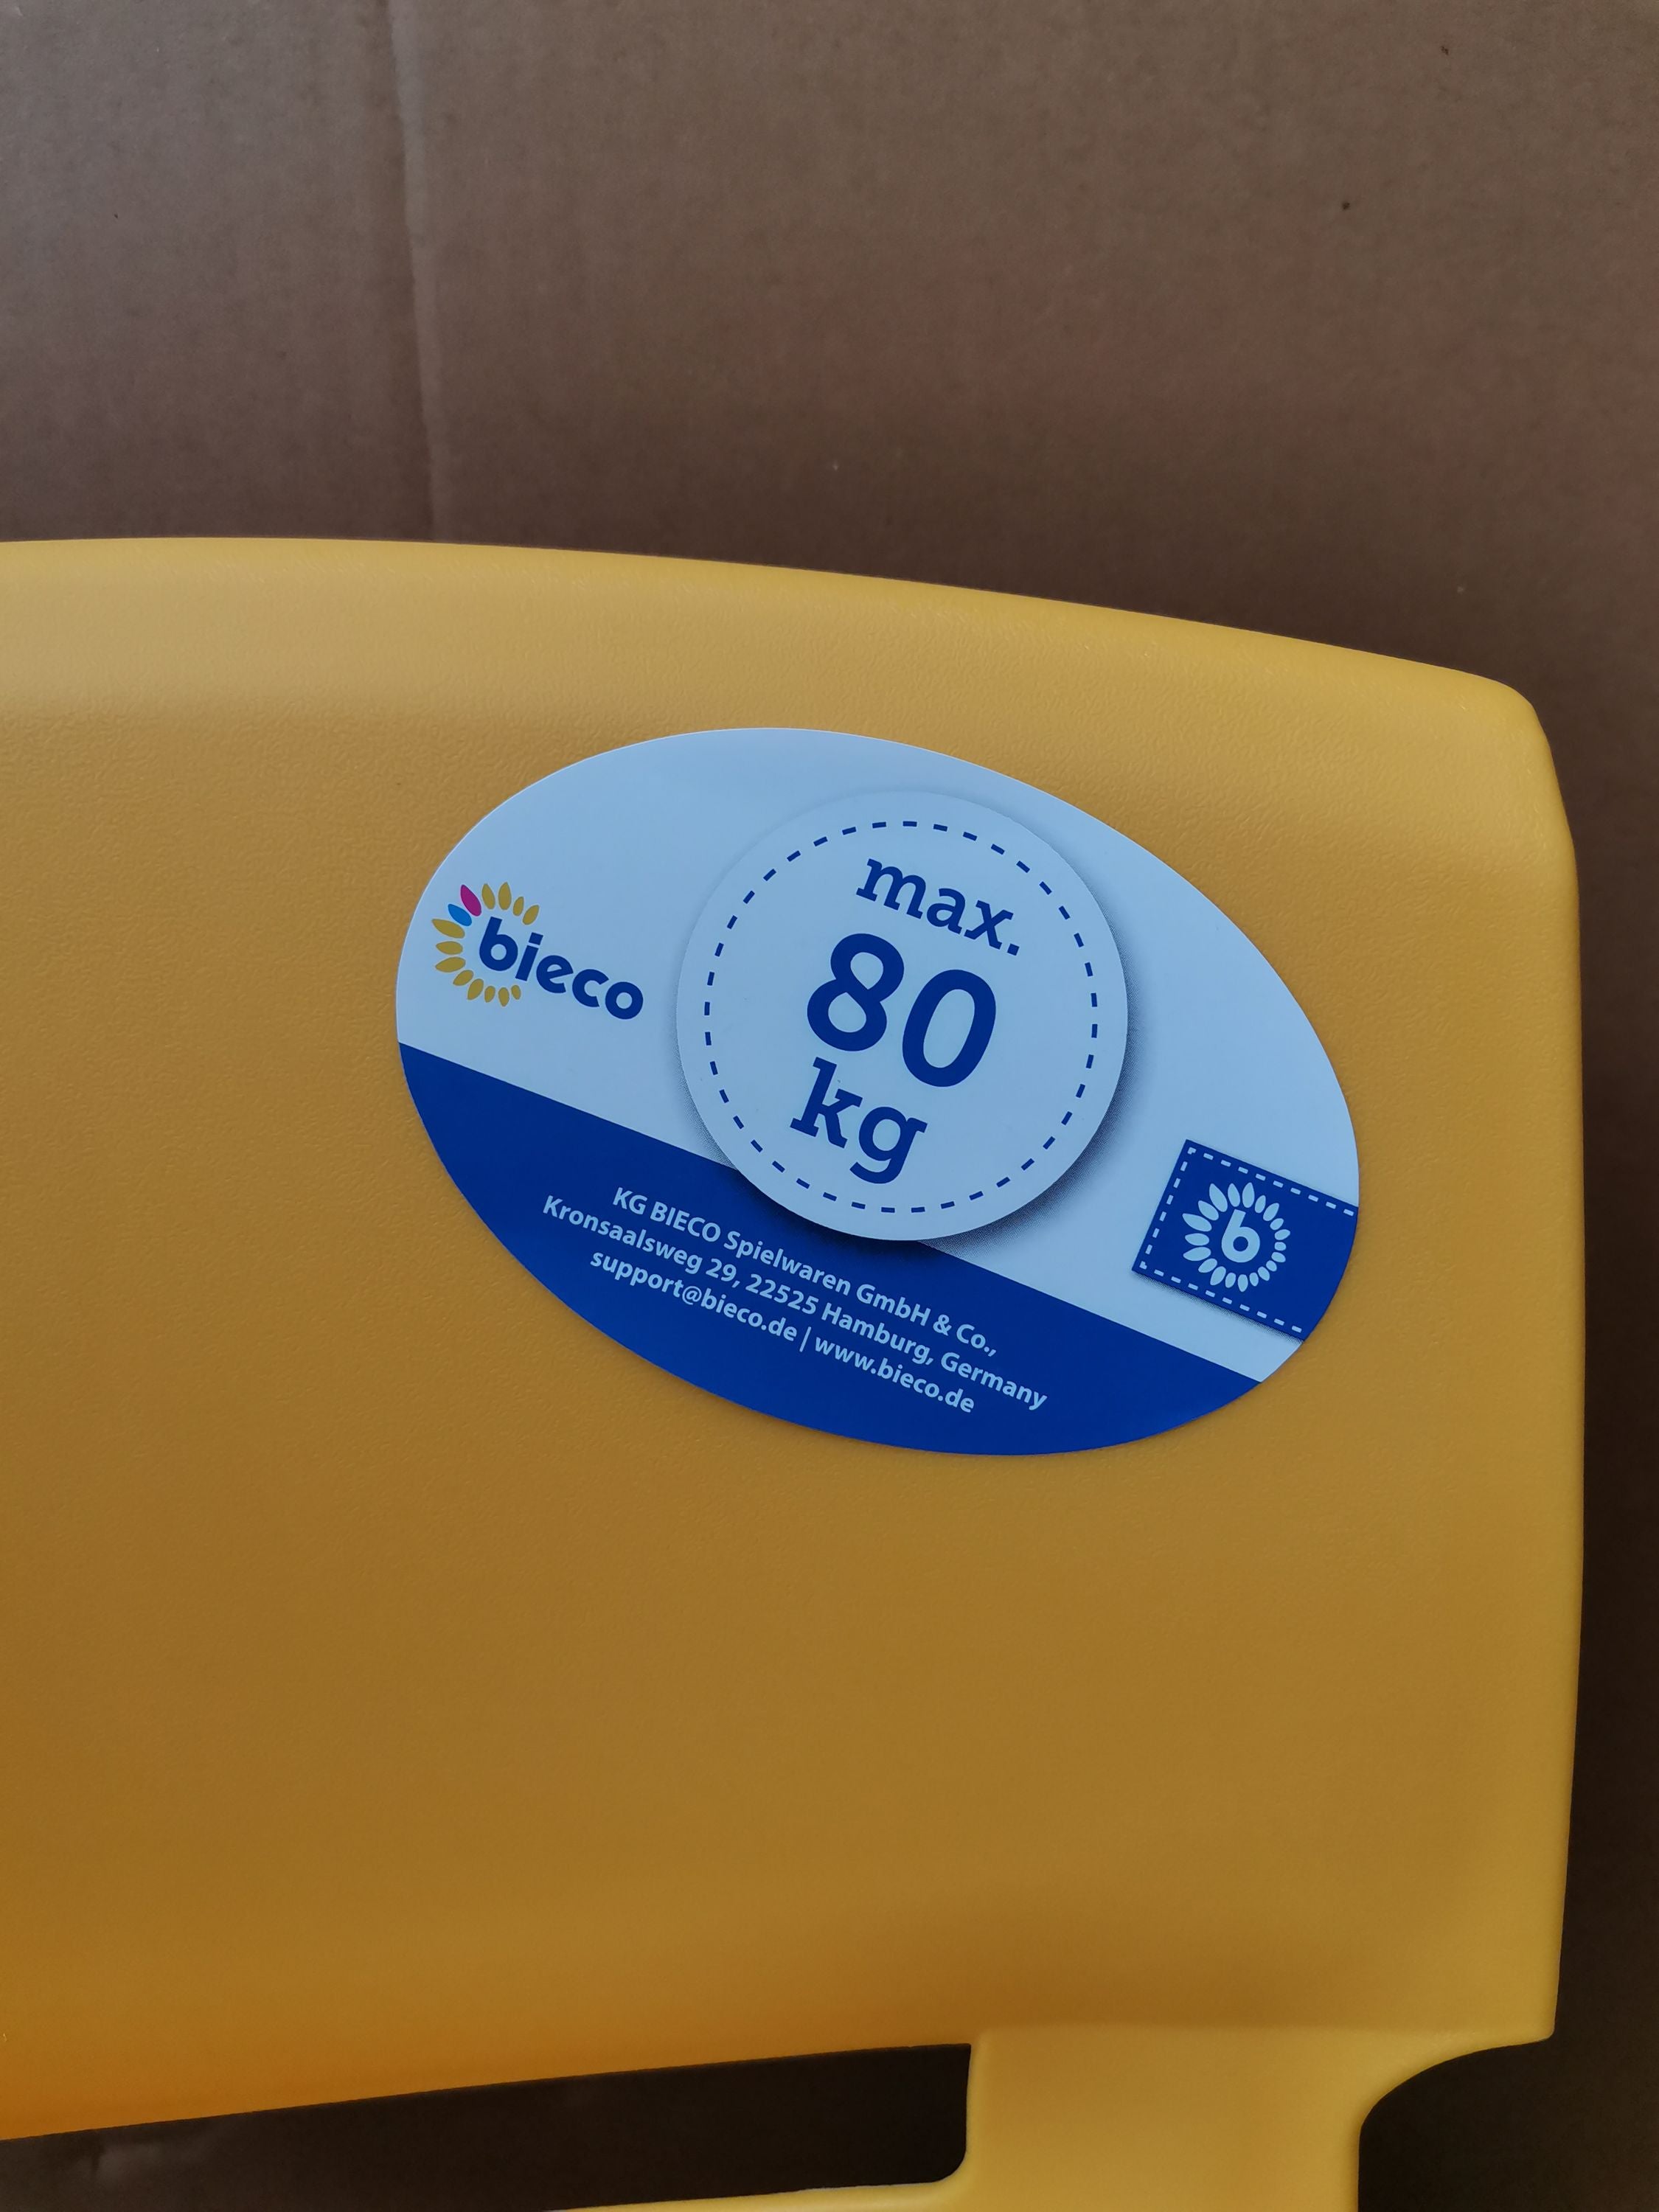 bieco
max.
80
kg
b
KG BIECO Spielwaren GmbH & Co.,
Kronsaalsweg 29, 22525 Hamburg, Germany
support@bieco.de | www.bieco.de